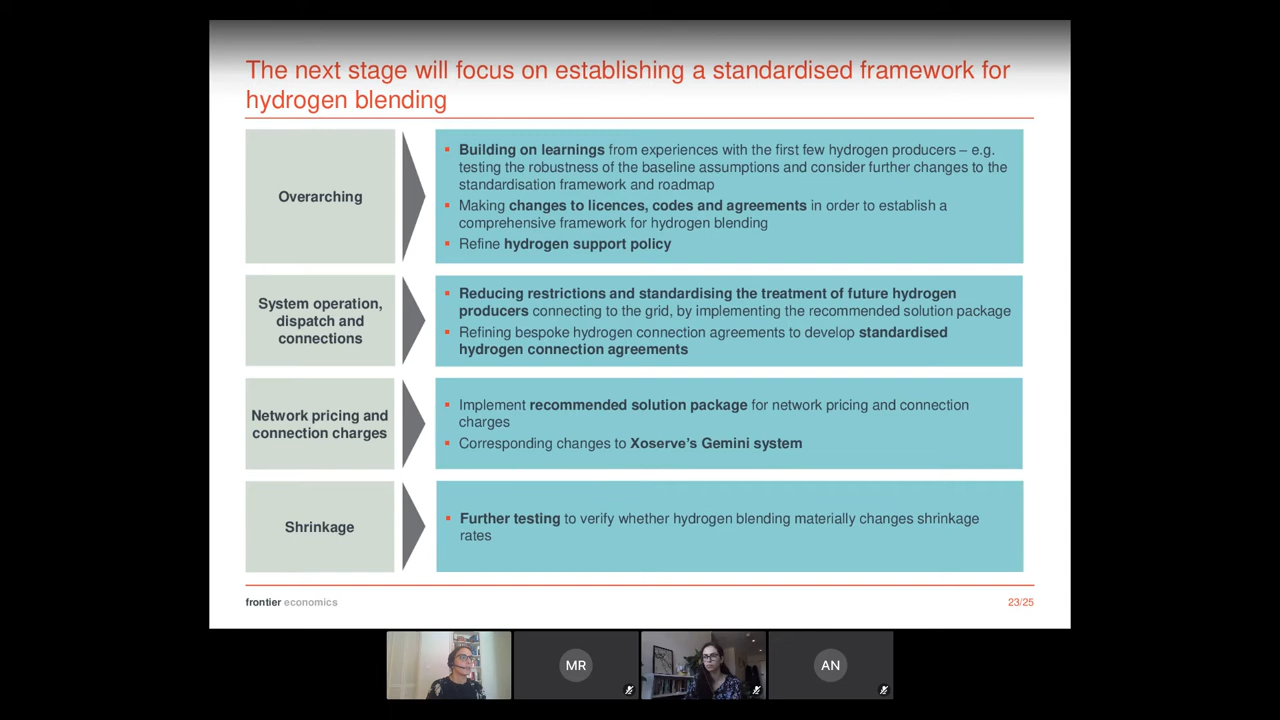 The next stage will focus on establishing a standardised framework for
hydrogen blending
Overarching
▪ Building on learnings from experiences with the first few hydrogen producers – e.g.
testing the robustness of the baseline assumptions and consider further changes to the
standardisation framework and roadmap
▪ Making changes to licences, codes and agreements in order to establish a
comprehensive framework for hydrogen blending
▪ Refine hydrogen support policy
System operation,
dispatch and
connections
▪ Reducing restrictions and standardising the treatment of future hydrogen
producers connecting to the grid, by implementing the recommended solution package
▪ Refining bespoke hydrogen connection agreements to develop standardised
hydrogen connection agreements
Network pricing and
connection charges
▪ Implement recommended solution package for network pricing and connection
charges
▪ Corresponding changes to Xoserve’s Gemini system
Shrinkage
▪ Further testing to verify whether hydrogen blending materially changes shrinkage
rates
frontier economics
23/25
MR
AN